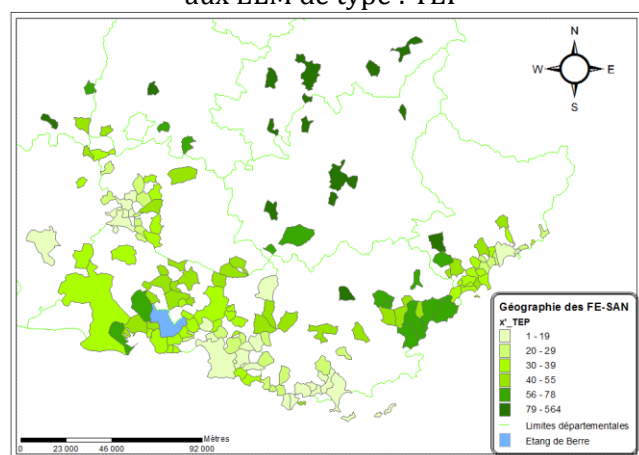 aux EEM de type : TEP
N
W
E
S
Géographie des FE-SAN
x'_TEP
1 - 19
20 - 29
30 - 39
40 - 55
56 - 78
79 - 564
Limites départementales
Etang de Berre
Mètres
0 23 000 46 000 92 000